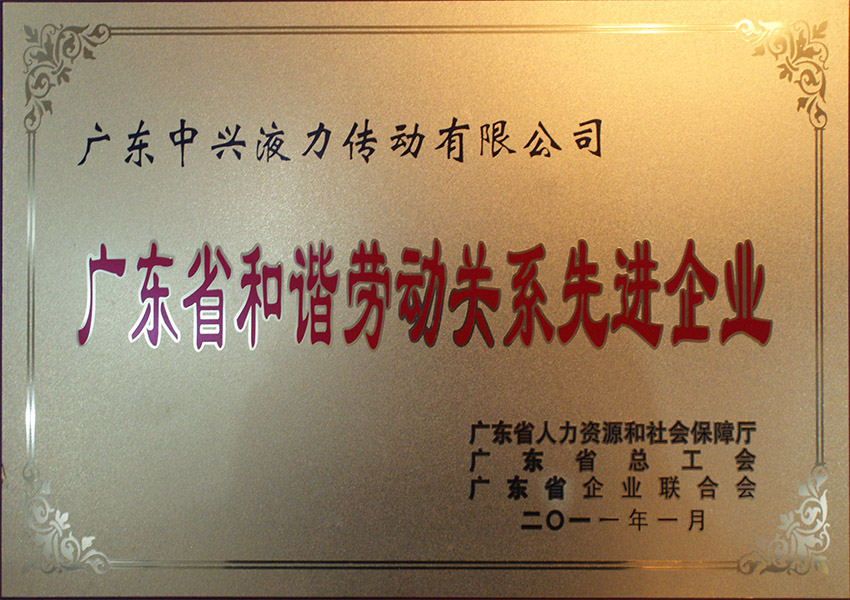 广东中兴液力传动有限公司
广东省和谐劳动关系先进企业
广东省人力资源和社会保障厅
广东省总工会
广东省企业联合会
二〇一一年一月